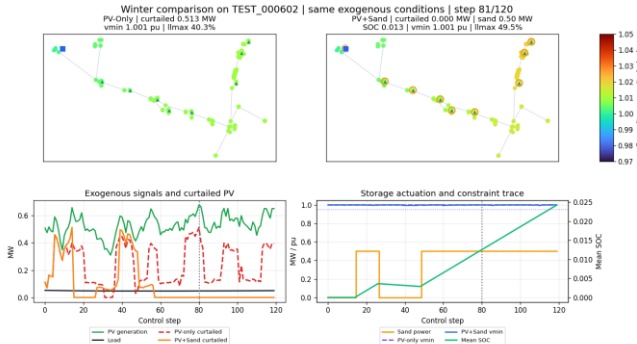 Winter comparison on TEST_000602 | same exogenous conditions | step 81/120
PV-Only | curtailed 0.513 MW
vmin 1.001 pu | llmax 40.3%
PV+Sand | curtailed 0.000 MW | sand 0.50 MW
SOC 0.013 | vmin 1.001 pu | llmax 49.5%
1.05
1.04
1.03
1.02
1.01
1.00
0.99
0.98
0.97
Exogenous signals and curtailed PV
MW
0.6
0.4
0.2
0.0
0 20 40 60 80 100 120
Control step
PV generation
Load
PV-only curtailed
PV+Sand curtailed
Storage actuation and constraint trace
MW / pu
1.0
0.8
0.6
0.4
0.2
0.0
0.025
0.020
0.015
0.010
0.005
0.000
Mean SOC
0 20 40 60 80 100 120
Control step
Sand power
PV-only vmin
PV+Sand vmin
Mean SOC